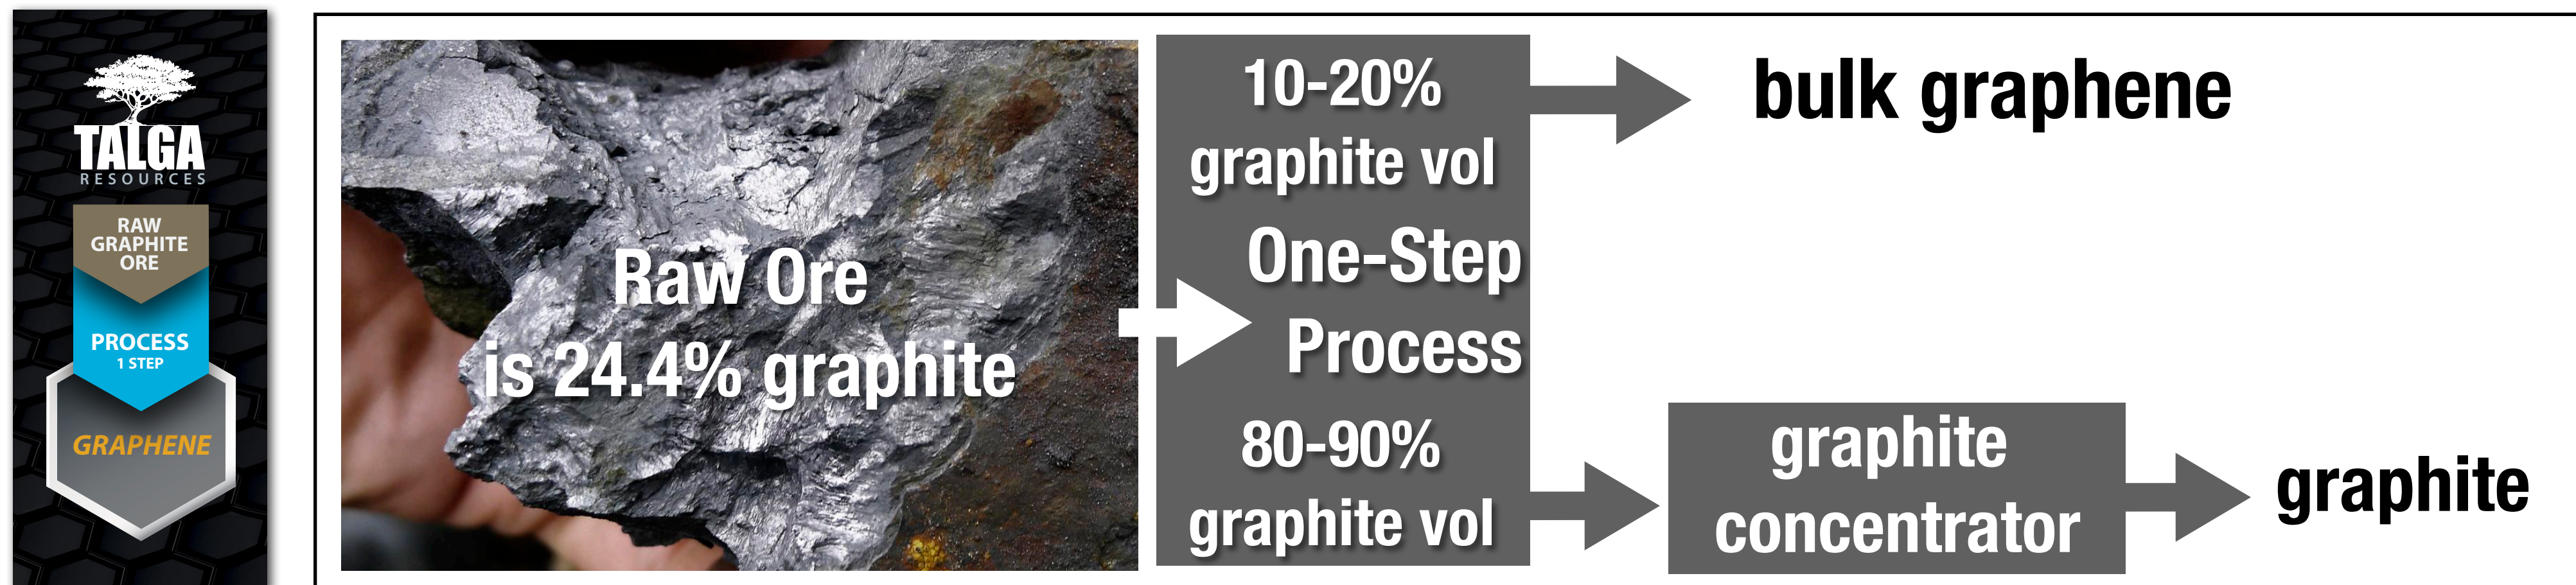 TALGA
RESOURCES
RAW
GRAPHITE
ORE
PROCESS
1 STEP
GRAPHENE
Raw Ore
is 24.4% graphite
10-20%
graphite vol
One-Step
Process
80-90%
graphite vol
bulk graphene
graphite
concentrator
graphite